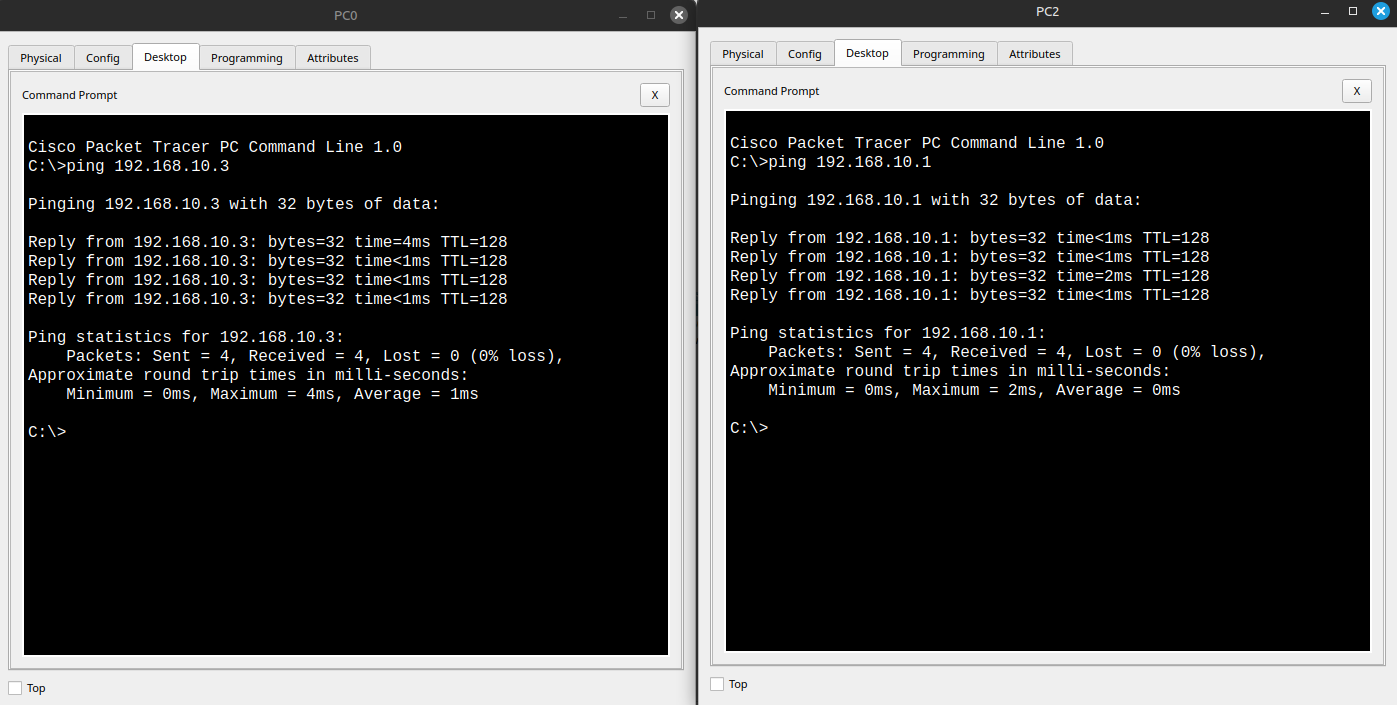 PC0
Physical Config Desktop Programming Attributes
Command Prompt X
Cisco Packet Tracer PC Command Line 1.0
C:\>ping 192.168.10.3
Pinging 192.168.10.3 with 32 bytes of data:
Reply from 192.168.10.3: bytes=32 time=4ms TTL=128
Reply from 192.168.10.3: bytes=32 time<1ms TTL=128
Reply from 192.168.10.3: bytes=32 time<1ms TTL=128
Reply from 192.168.10.3: bytes=32 time<1ms TTL=128
Ping statistics for 192.168.10.3:
    Packets: Sent = 4, Received = 4, Lost = 0 (0% loss),
Approximate round trip times in milli-seconds:
    Minimum = 0ms, Maximum = 4ms, Average = 1ms
C:\>
Top
PC2
Physical Config Desktop Programming Attributes
Command Prompt X
Cisco Packet Tracer PC Command Line 1.0
C:\>ping 192.168.10.1
Pinging 192.168.10.1 with 32 bytes of data:
Reply from 192.168.10.1: bytes=32 time<1ms TTL=128
Reply from 192.168.10.1: bytes=32 time<1ms TTL=128
Reply from 192.168.10.1: bytes=32 time=2ms TTL=128
Reply from 192.168.10.1: bytes=32 time<1ms TTL=128
Ping statistics for 192.168.10.1:
    Packets: Sent = 4, Received = 4, Lost = 0 (0% loss),
Approximate round trip times in milli-seconds:
    Minimum = 0ms, Maximum = 2ms, Average = 0ms
C:\>
Top